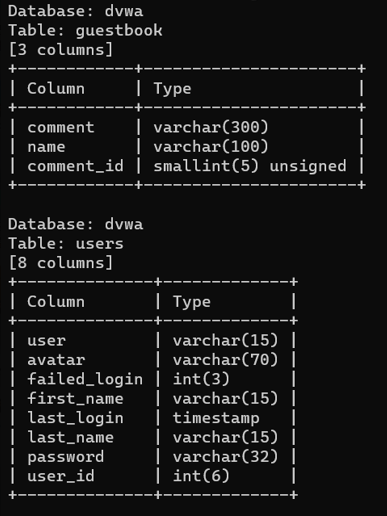 Database: dvwa
Table: guestbook
[3 columns]
+------------+----------------------+
| Column     | Type                 |
+------------+----------------------+
| comment    | varchar(300)         |
| name       | varchar(100)         |
| comment_id | smallint(5) unsigned |
+------------+----------------------+

Database: dvwa
Table: users
[8 columns]
+--------------+-------------+
| Column       | Type        |
+--------------+-------------+
| user         | varchar(15) |
| avatar       | varchar(70) |
| failed_login | int(3)      |
| first_name   | varchar(15) |
| last_login   | timestamp   |
| last_name    | varchar(15) |
| password     | varchar(32) |
| user_id      | int(6)      |
+--------------+-------------+